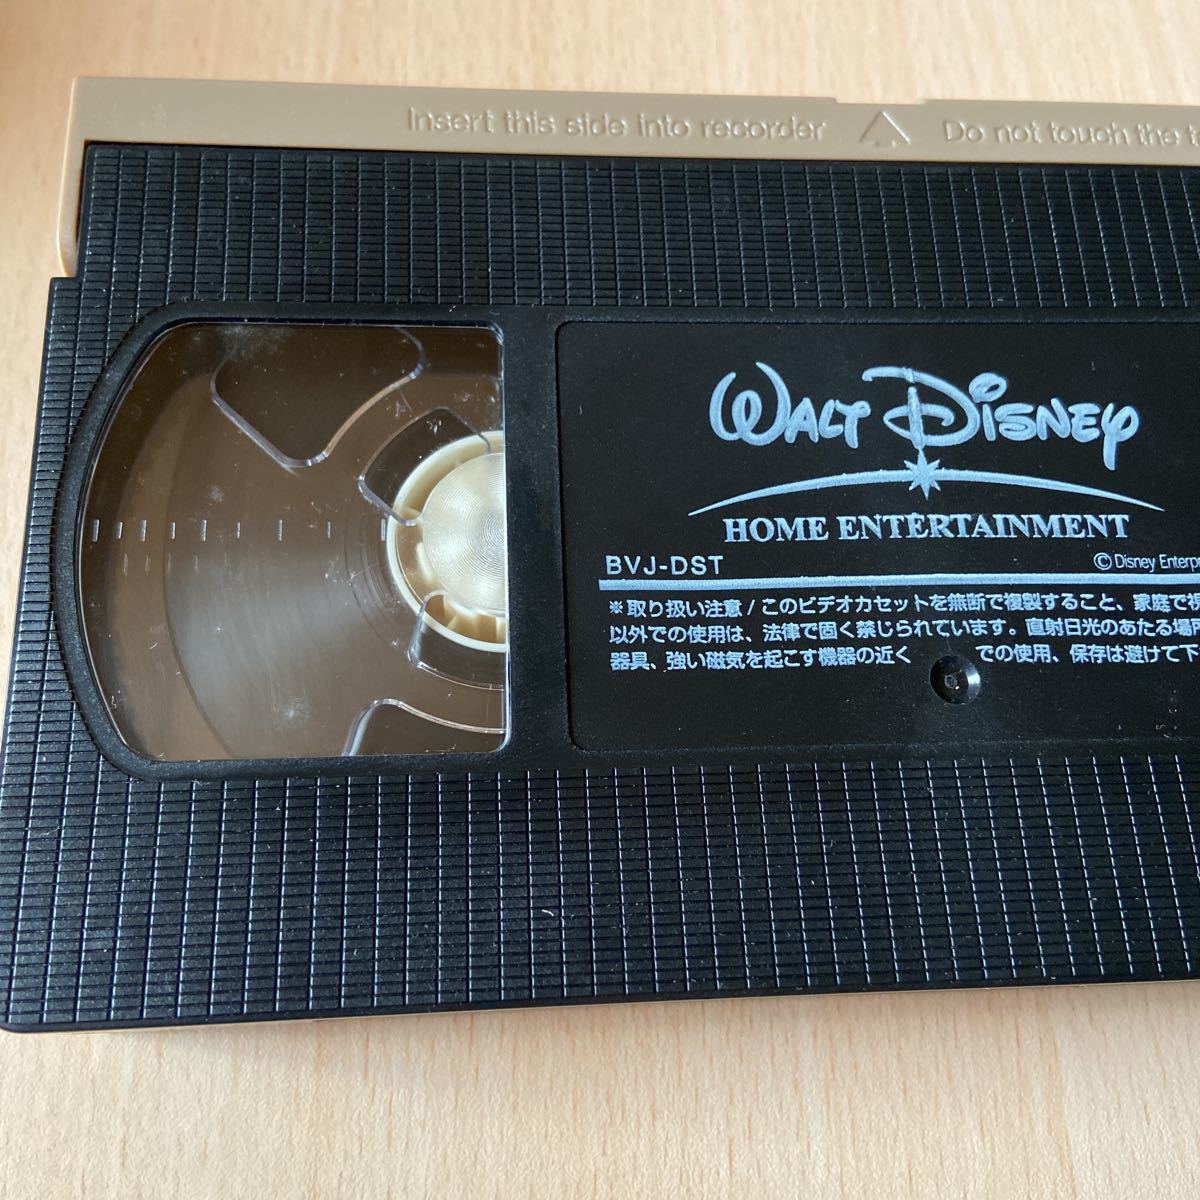 Insert this side into recorder
Do not touch the
WALT DISNEY
HOME ENTERTAINMENT
BVJ-DST
© Disney
※取り扱い注意/このビデオカセットを無断で複製すること、家庭で
以外での使用は、法律で固く禁じられています。直射日光のあたる場所
器具、強い磁気を起こす機器の近く での使用、保存は避けて下